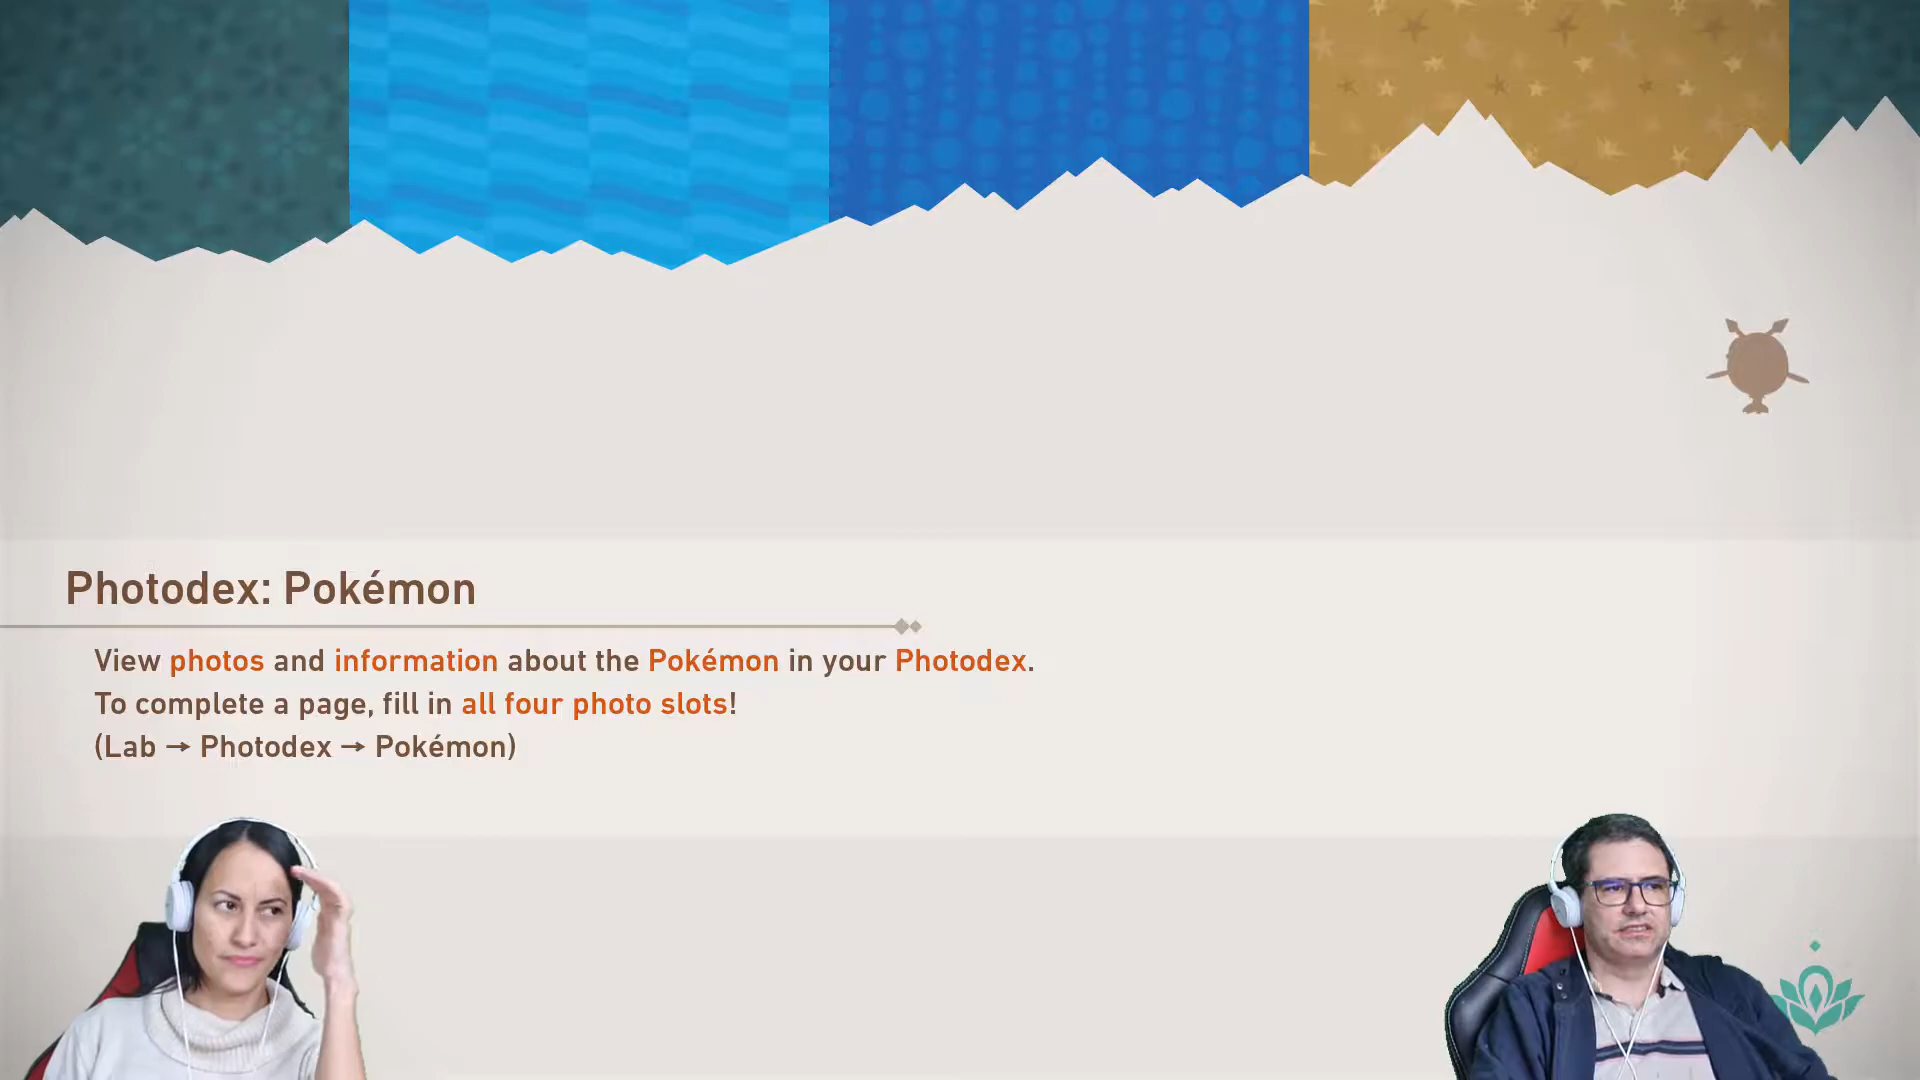 Photodex: Pokémon
View photos and information about the Pokémon in your Photodex.
To complete a page, fill in all four photo slots!
(Lab → Photodex → Pokémon)